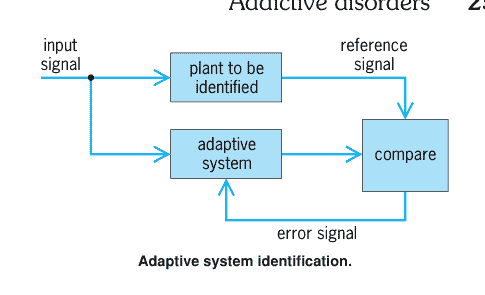 Addictive disorders
input
signal
plant to be
identified
reference
signal
adaptive
system
compare
error signal
Adaptive system identification.